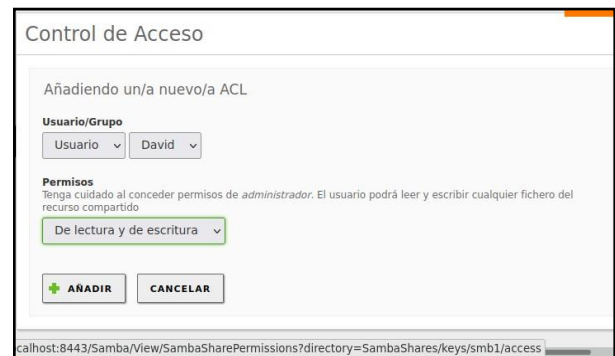 Control de Acceso
Añadiendo un/a nuevo/a ACL
Usuario/Grupo
Usuario David
Permisos
Tenga cuidado al conceder permisos de administrador. El usuario podrá leer y escribir cualquier fichero del
recurso compartido
De lectura y de escritura
AÑADIR CANCELAR
calhost:8443/Samba/View/SambaSharePermissions?directory=SambaShares/keys/smb1/access